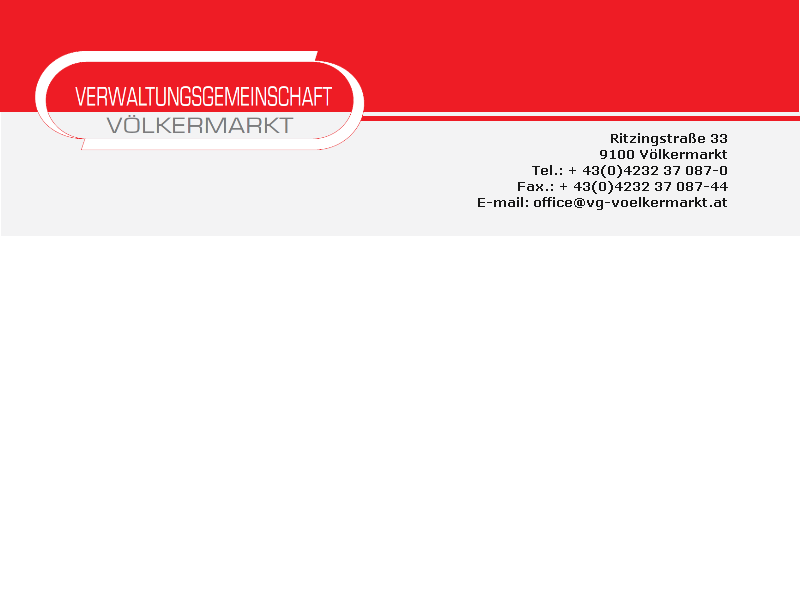 VERWALTUNGSGEMEINSCHAFT
VÖLKERMARKT
Ritzingstraße 33
9100 Völkermarkt
Tel.: + 43(0)4232 37 087-0
Fax.: + 43(0)4232 37 087-44
E-mail: office@vg-voelkermarkt.at